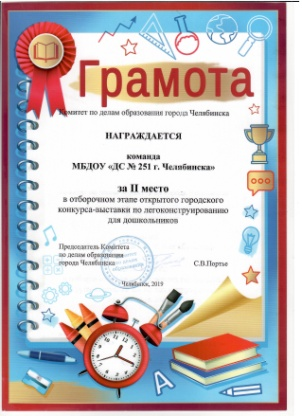 Грамота
Комитет по делам образования города Челябинска
НАГРАЖДАЕТСЯ
команда
МБДОУ «ДС № 251 г. Челябинска»
за II место
в отборочном этапе открытого городского
конкурса-выставки по легоконструированию
для дошкольников
Председатель Комитета
по делам образования
города Челябинска
С.В.Портье
Челябинск, 2019
A